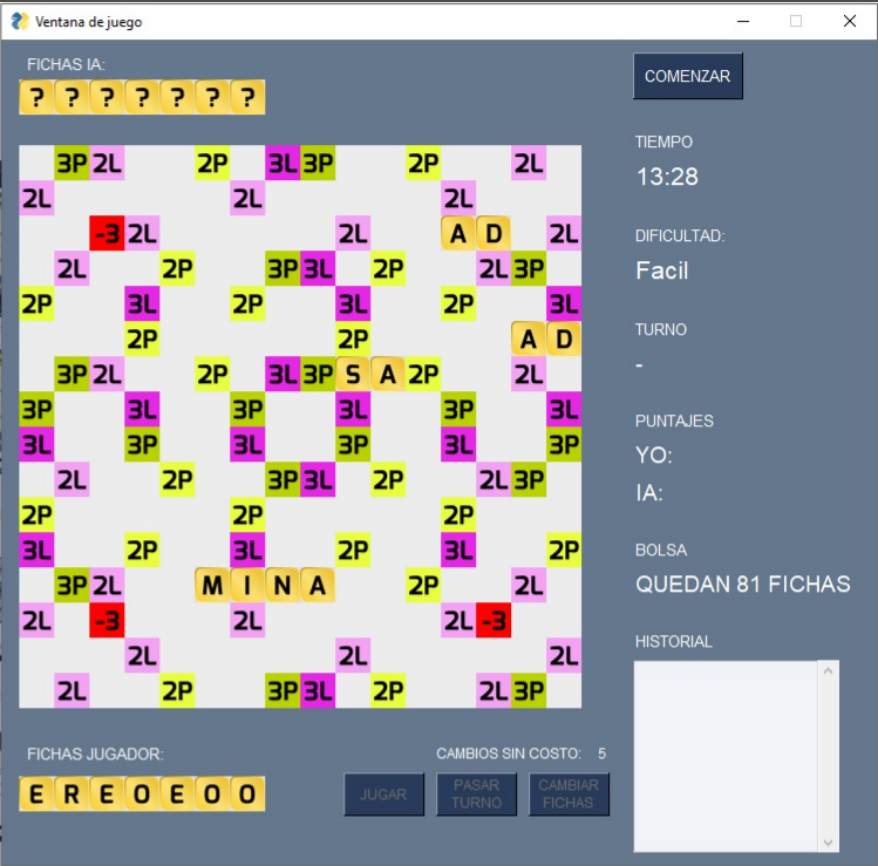 Ventana de juego
FICHAS IA:
? ? ? ? ? ? ?
COMENZAR
3P 2L 2P 3L 3P 2P 2L
2L 2L 2L
-3 2L 2L A D 2L
2L 2P 3P 3L 2P 2L 3P
2P 3L 2P 3L 2P 3L
2P 2P A D
3P 2L 2P 3L 3P S A 2P 2L
3P 3L 3P 3L 3P 3L
3L 3P 3L 3P 3L 3P
2L 2P 3P 3L 2P 2L 3P
2P 2P 2P
3L 2P 3L 2P 3L 2P
3P 2L M I N A 2P 2L
2L -3 2L 2L -3
2L 2L 2L
2L 2P 3P 3L 2P 2L 3P
TIEMPO
13:28
DIFICULTAD:
Facil
TURNO
-
PUNTAJES
YO:
IA:
BOLSA
QUEDAN 81 FICHAS
HISTORIAL
FICHAS JUGADOR:
E R E O E O O
CAMBIOS SIN COSTO: 5
JUGAR
PASAR
TURNO
CAMBIAR
FICHAS